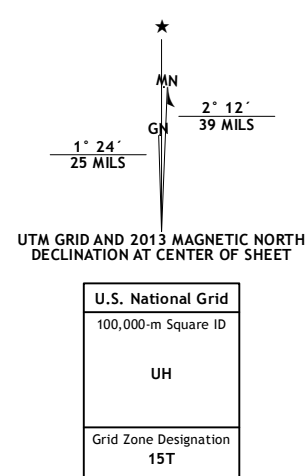 ★
MN
2° 12´
39 MILS
GN
1° 24´
25 MILS
UTM GRID AND 2013 MAGNETIC NORTH
DECLINATION AT CENTER OF SHEET
U.S. National Grid
100,000-m Square ID
UH
Grid Zone Designation
15T